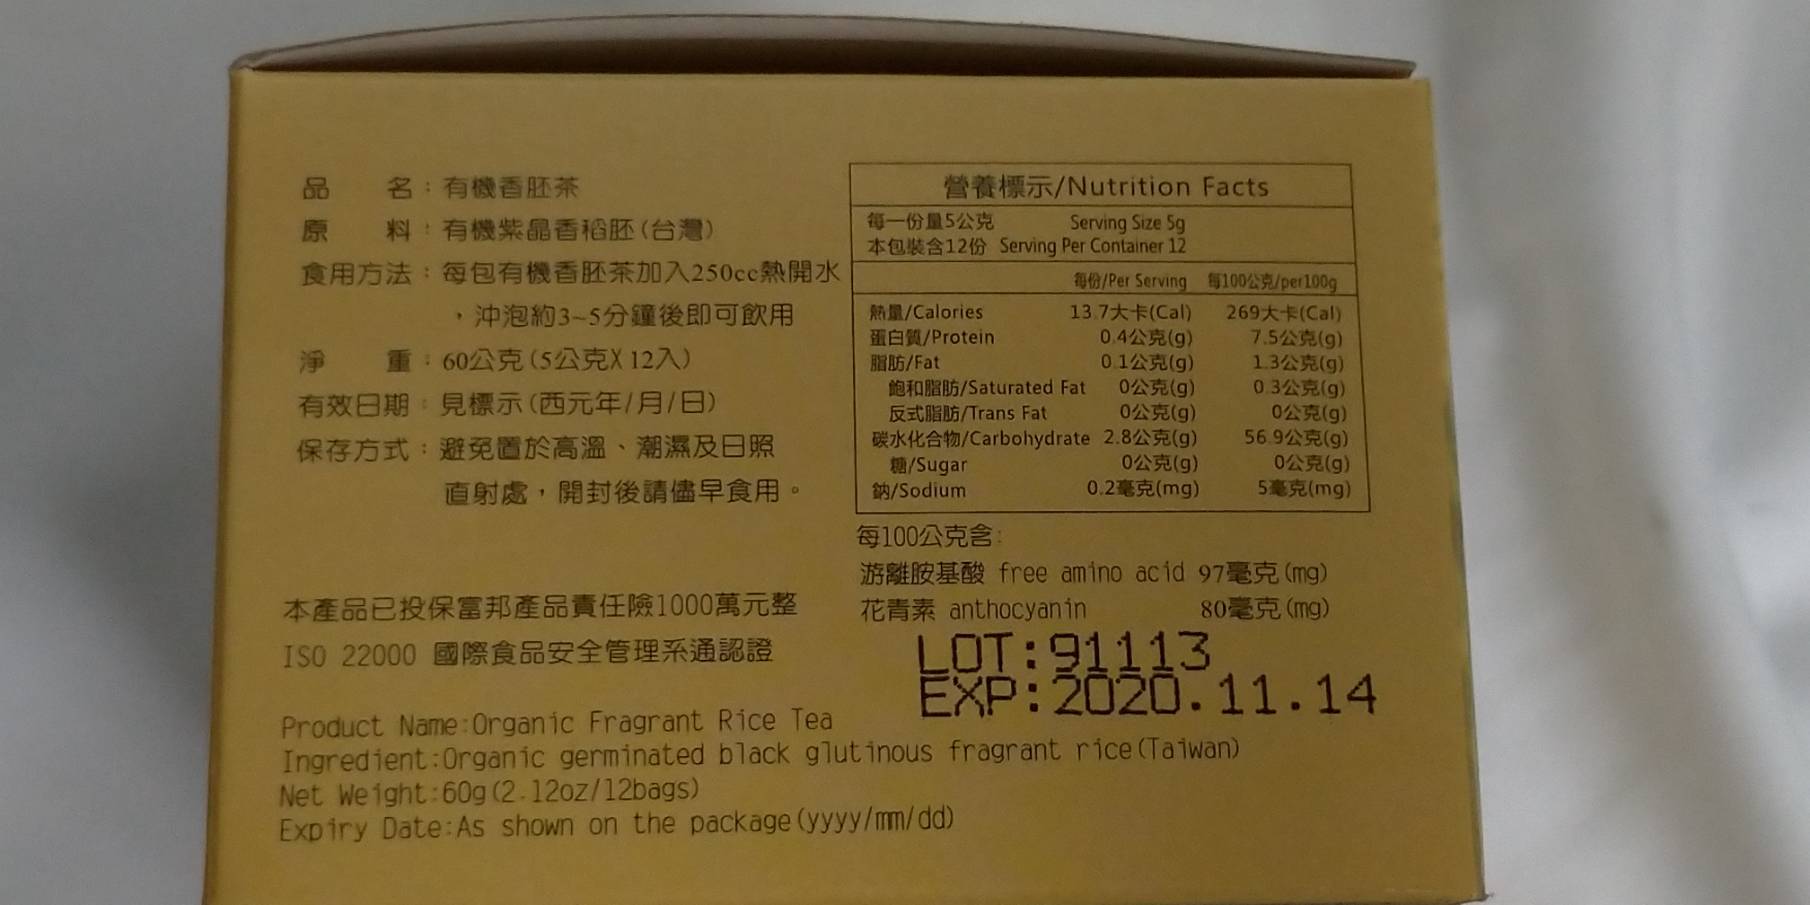 品　　名：有機香胚茶
原　　料：有機紫晶香稻胚(台灣)
食用方法：每包有機香胚茶加入250cc熱開水
，沖泡約3~5分鐘後即可飲用
淨　　重：60公克(5公克X 12入)
有效日期：見標示(西元年/月/日)
保存方式：避免置於高溫、潮濕及日照
直射處，開封後請儘早食用。
本產品已投保富邦產品責任險1000萬元整
ISO 22000 國際食品安全管理系通認證
營養標示/Nutrition Facts
每一份量5公克 Serving Size 5g
本包裝含12份 Serving Per Container 12
每份/Per Serving 每100公克/per100g
熱量/Calories 13.7大卡(Cal) 269大卡(Cal)
蛋白質/Protein 0.4公克(g) 7.5公克(g)
脂肪/Fat 0.1公克(g) 1.3公克(g)
飽和脂肪/Saturated Fat 0公克(g) 0.3公克(g)
反式脂肪/Trans Fat 0公克(g) 0公克(g)
碳水化合物/Carbohydrate 2.8公克(g) 56.9公克(g)
糖/Sugar 0公克(g) 0公克(g)
鈉/Sodium 0.2毫克(mg) 5毫克(mg)
每100公克含:
游離胺基酸 free amino acid 97毫克(mg)
花青素 anthocyanin 80毫克(mg)
LOT:91113
EXP:2020.11.14
Product Name:Organic Fragrant Rice Tea
Ingredient:Organic germinated black glutinous fragrant rice(Taiwan)
Net Weight:60g(2.12oz/12bags)
Expiry Date:As shown on the package(yyyy/mm/dd)